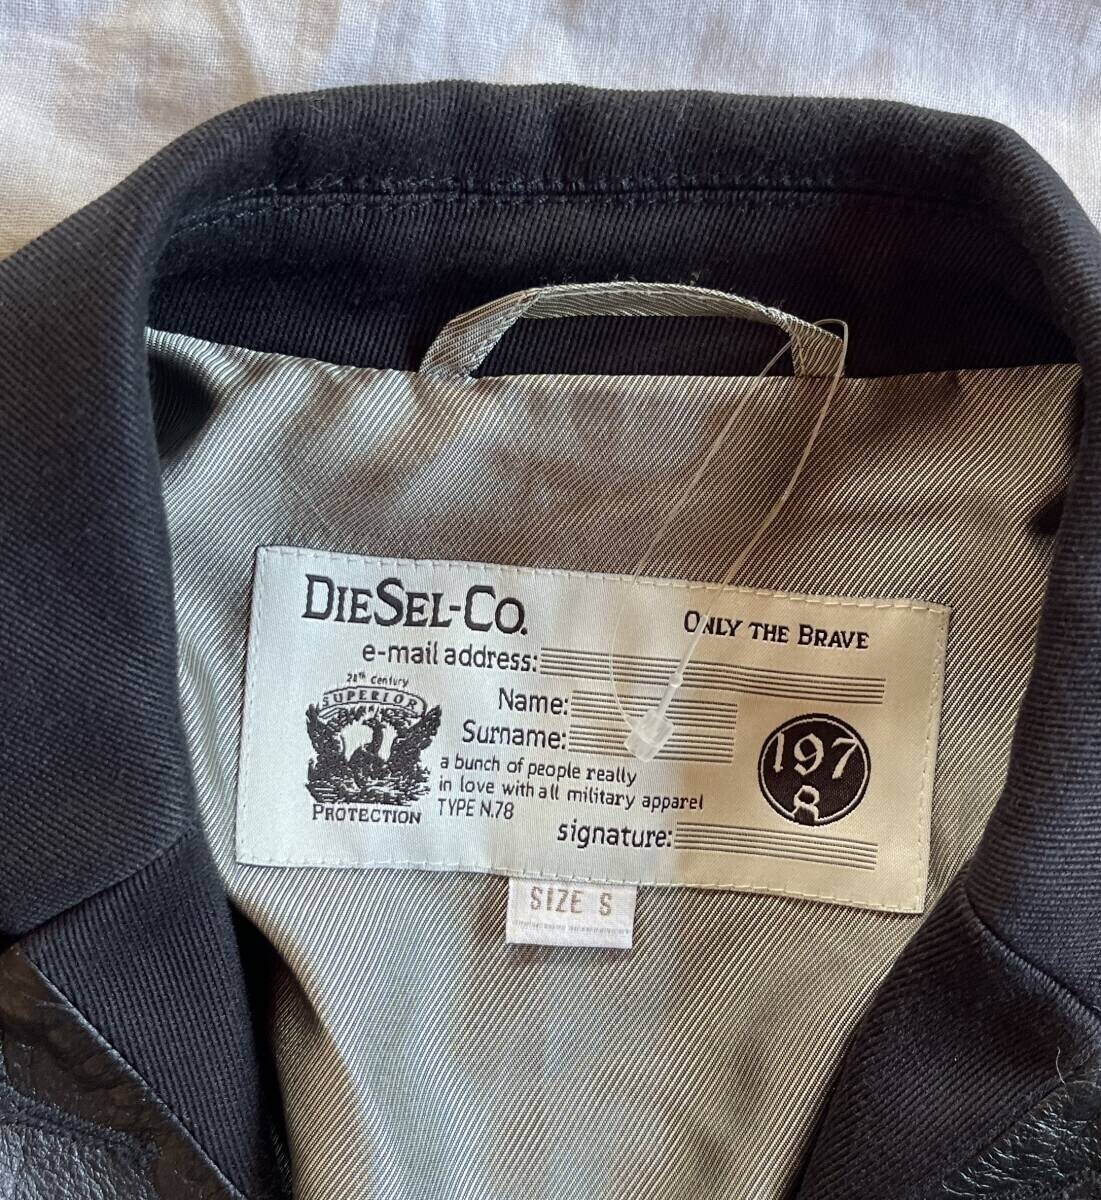 DIESEL-CO.
ONLY THE BRAVE
e-mail address:
Name:
Surname:
20th Century
SUPERIOR
PROTECTION
a bunch of people really
in love with all military apparel
TYPE N.78
signature:
197
8
SIZE S